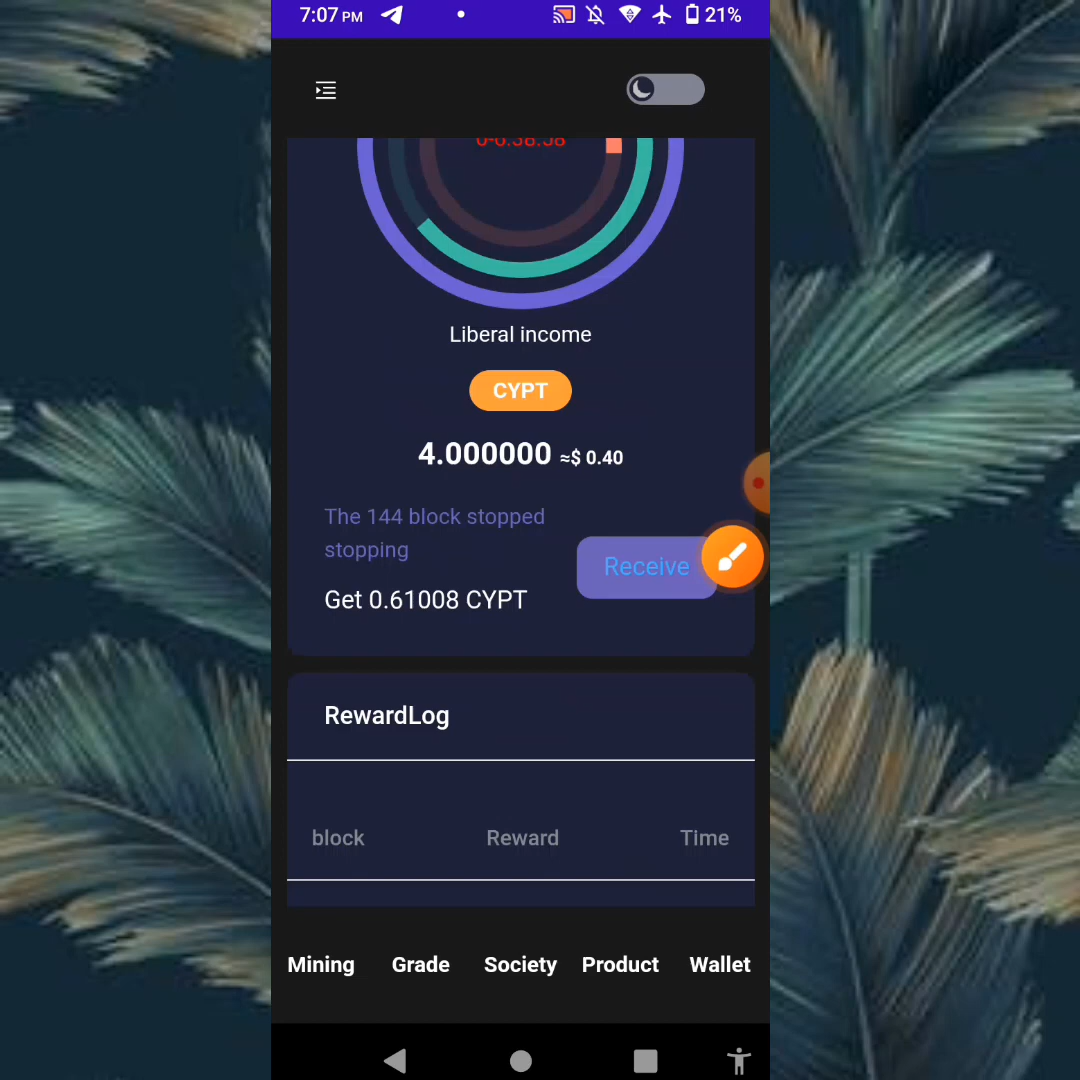 7:07 PM
21%
Liberal income
CYPT
4.000000 ≈$ 0.40
The 144 block stopped
stopping
Receive
Get 0.61008 CYPT
RewardLog
block Reward Time
Mining Grade Society Product Wallet